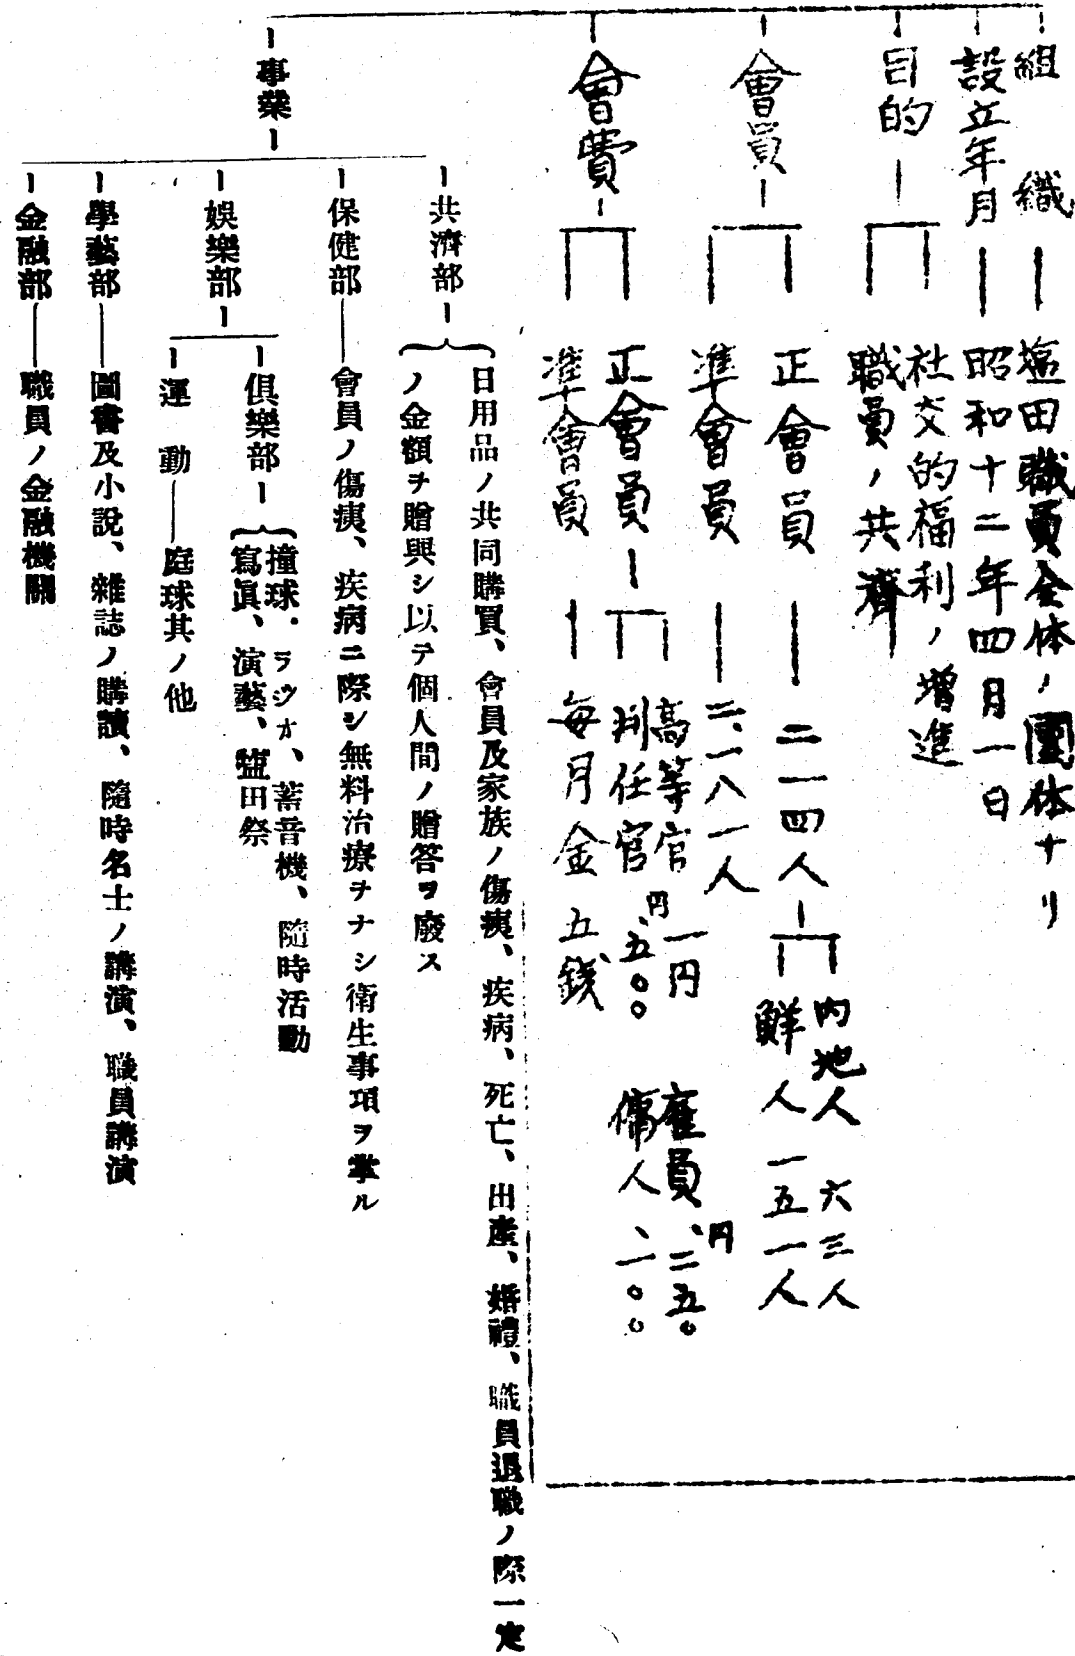 組織
塩田職員全体ノ團体ナリ
設立年月
昭和十二年四月一日
目的
社交的福利ノ增進
職員ノ共濟
會員
正會員
二一四人
內地人 六三人
鮮人 一五一人
準會員
二、一八一人
會費
正會員
高等官 一円
雇員 、二五〇円
判任官 、五〇〇円
傭人 、一〇〇
準會員
每月金五錢
事業
共濟部
日用品ノ共同購買、會員及家族ノ傷痍、疾病、死亡、出產、婚禮、職員退職ノ際一定
ノ金額ヲ贈與シ以テ個人間ノ贈答ヲ廢ス
保健部
會員ノ傷痍、疾病ニ際シ無料治療ヲナシ衛生事項ヲ掌ル
娛樂部
俱樂部
撞球、ラジオ、蓄音機、隨時活動
寫眞、演藝、鹽田祭
運動
庭球其ノ他
學藝部
圖書及小說、雜誌ノ購讀、隨時名士ノ講演、職員講演
金融部
職員ノ金融機關